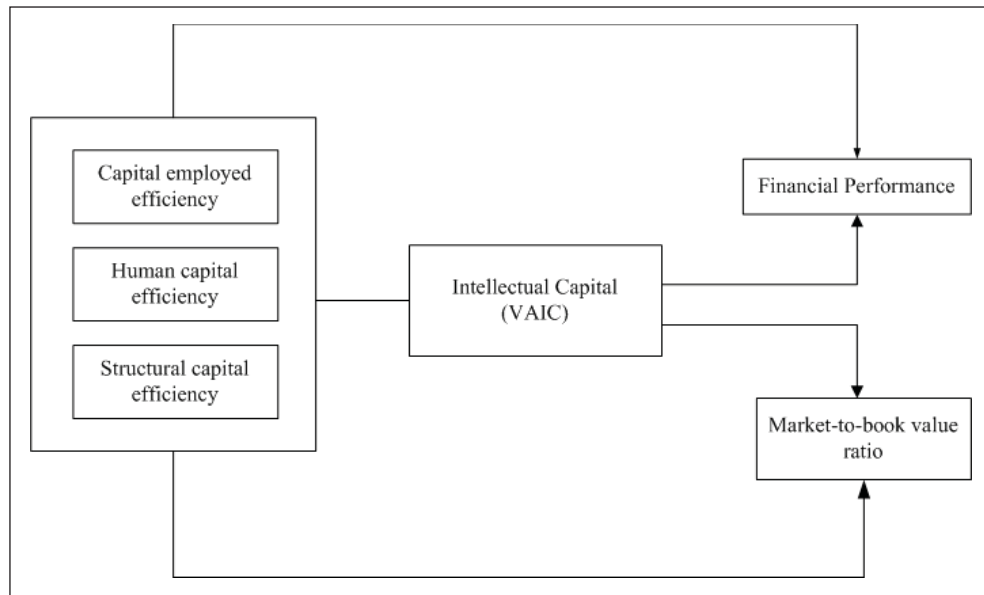 Capital employed
efficiency
Human capital
efficiency
Structural capital
efficiency
Intellectual Capital
(VAIC)
Financial Performance
Market-to-book value
ratio